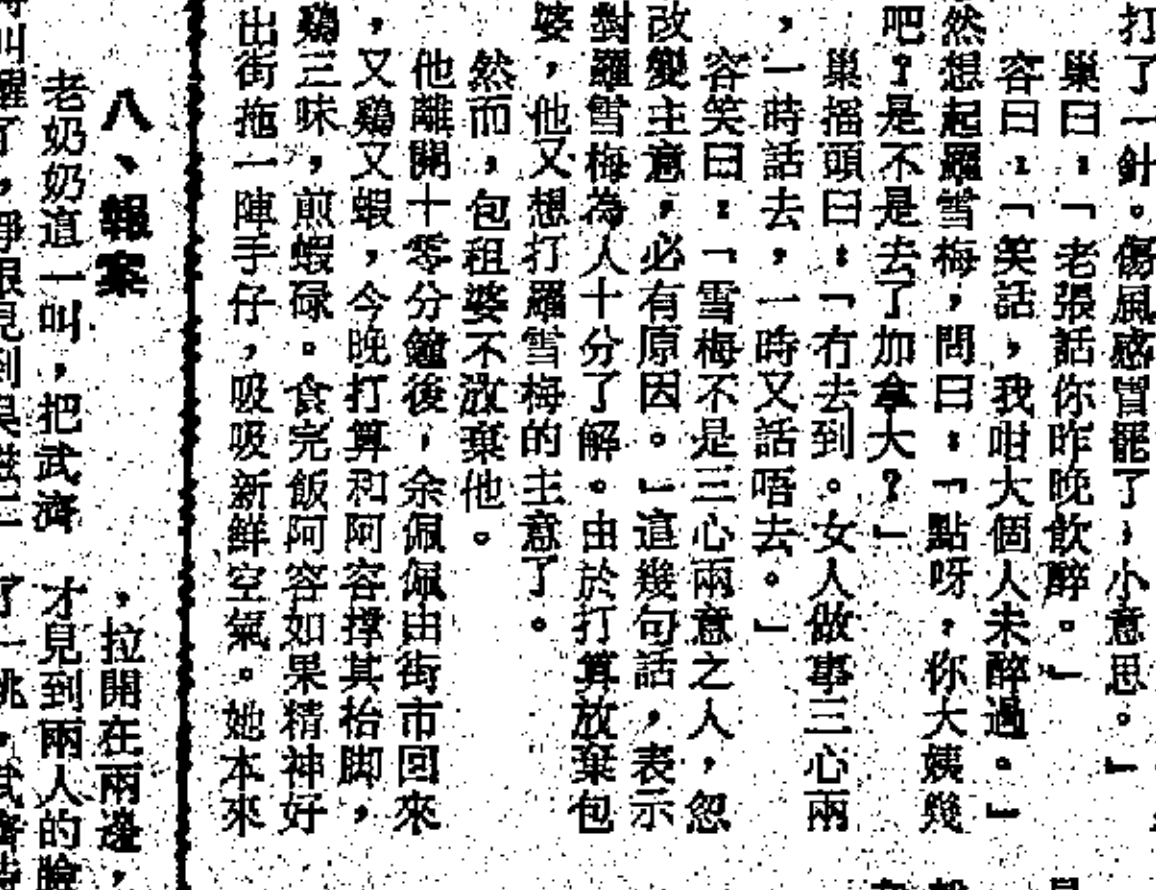 打了一針。傷風感冒罷了，小意思。」
巢曰：「老張話你昨晚飲醉。」
容曰：「笑話，我咁大個人未醉過。」
然想起羅雪梅，問曰：「點呀，你大姨幾
吧？是不是去了加拿大？」
巢搖頭曰：「冇去到。女人做事三心兩
，一時話去，一時又話唔去。」
容笑曰：「雪梅不是三心兩意之人，忽
改變主意，必有原因。」這幾句話，表示
對羅雪梅為人十分了解。由於打算放棄包
婆，他又想打羅雪梅的主意了。
然而，包租婆不放棄他。
他離開十零分鐘後，余佩佩由街市回來
，又鷄又蝦，今晚打算和阿容撑其枱脚，
鷄三味，煎蝦碌。食完飯阿容如果精神好
出街拖一陣手仔，吸吸新鮮空氣。她本來
八、報案
老奶奶這一叫，把武濟
，拉開在兩邊，
才見到兩人的臉